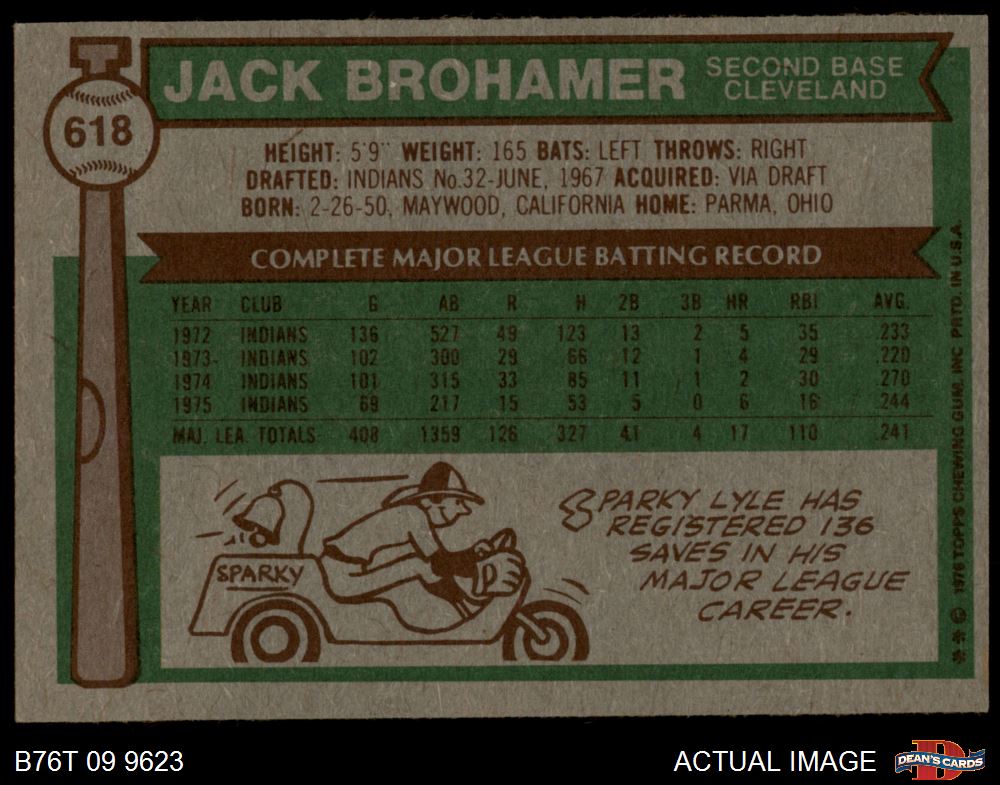 618
JACK BROHAMER
SECOND BASE
CLEVELAND
HEIGHT: 5'9" WEIGHT: 165 BATS: LEFT THROWS: RIGHT
DRAFTED: INDIANS No.32-JUNE, 1967 ACQUIRED: VIA DRAFT
BORN: 2-26-50, MAYWOOD, CALIFORNIA HOME: PARMA, OHIO
COMPLETE MAJOR LEAGUE BATTING RECORD
YEAR CLUB G AB R H 2B 3B HR RBI AVG.
1972 INDIANS 136 527 49 123 13 2 5 35 .233
1973 INDIANS 102 300 29 66 12 1 4 29 .220
1974 INDIANS 101 315 33 85 11 1 2 30 .270
1975 INDIANS 69 217 15 53 5 0 6 16 .244
MAJ. LEA. TOTALS 408 1359 126 327 41 4 17 110 .241
SPARKY
SPARKY LYLE HAS
REGISTERED 136
SAVES IN HIS
MAJOR LEAGUE
CAREER.
** © 1976 TOPPS CHEWING GUM, INC. PRTD. IN U.S.A.
B76T 09 9623
ACTUAL IMAGE
D
DEAN'S CARDS